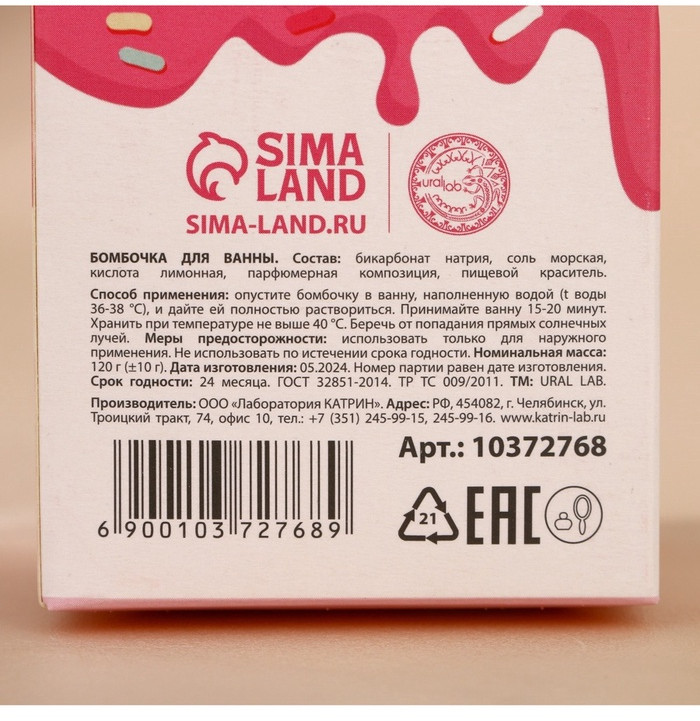 SIMA
LAND
SIMA-LAND.RU
ural lab
БОМБОЧКА ДЛЯ ВАННЫ. Состав: бикарбонат натрия, соль морская,
кислота лимонная, парфюмерная композиция, пищевой краситель.
Способ применения: опустите бомбочку в ванну, наполненную водой (t воды
36-38 °C), и дайте ей полностью раствориться. Принимайте ванну 15-20 минут.
Хранить при температуре не выше 40 °C. Беречь от попадания прямых солнечных
лучей. Меры предосторожности: использовать только для наружного
применения. Не использовать по истечении срока годности. Номинальная масса:
120 г (±10 г). Дата изготовления: 05.2024. Номер партии равен дате изготовления.
Срок годности: 24 месяца. ГОСТ 32851-2014. ТР ТС 009/2011. ТМ: URAL LAB.
Производитель: ООО «Лаборатория КАТРИН». Адрес: РФ, 454082, г. Челябинск, ул.
Троицкий тракт, 74, офис 10, тел.: +7 (351) 245-99-15, 245-99-16. www.katrin-lab.ru
Арт.: 10372768
6 900103 727689
21
EAC